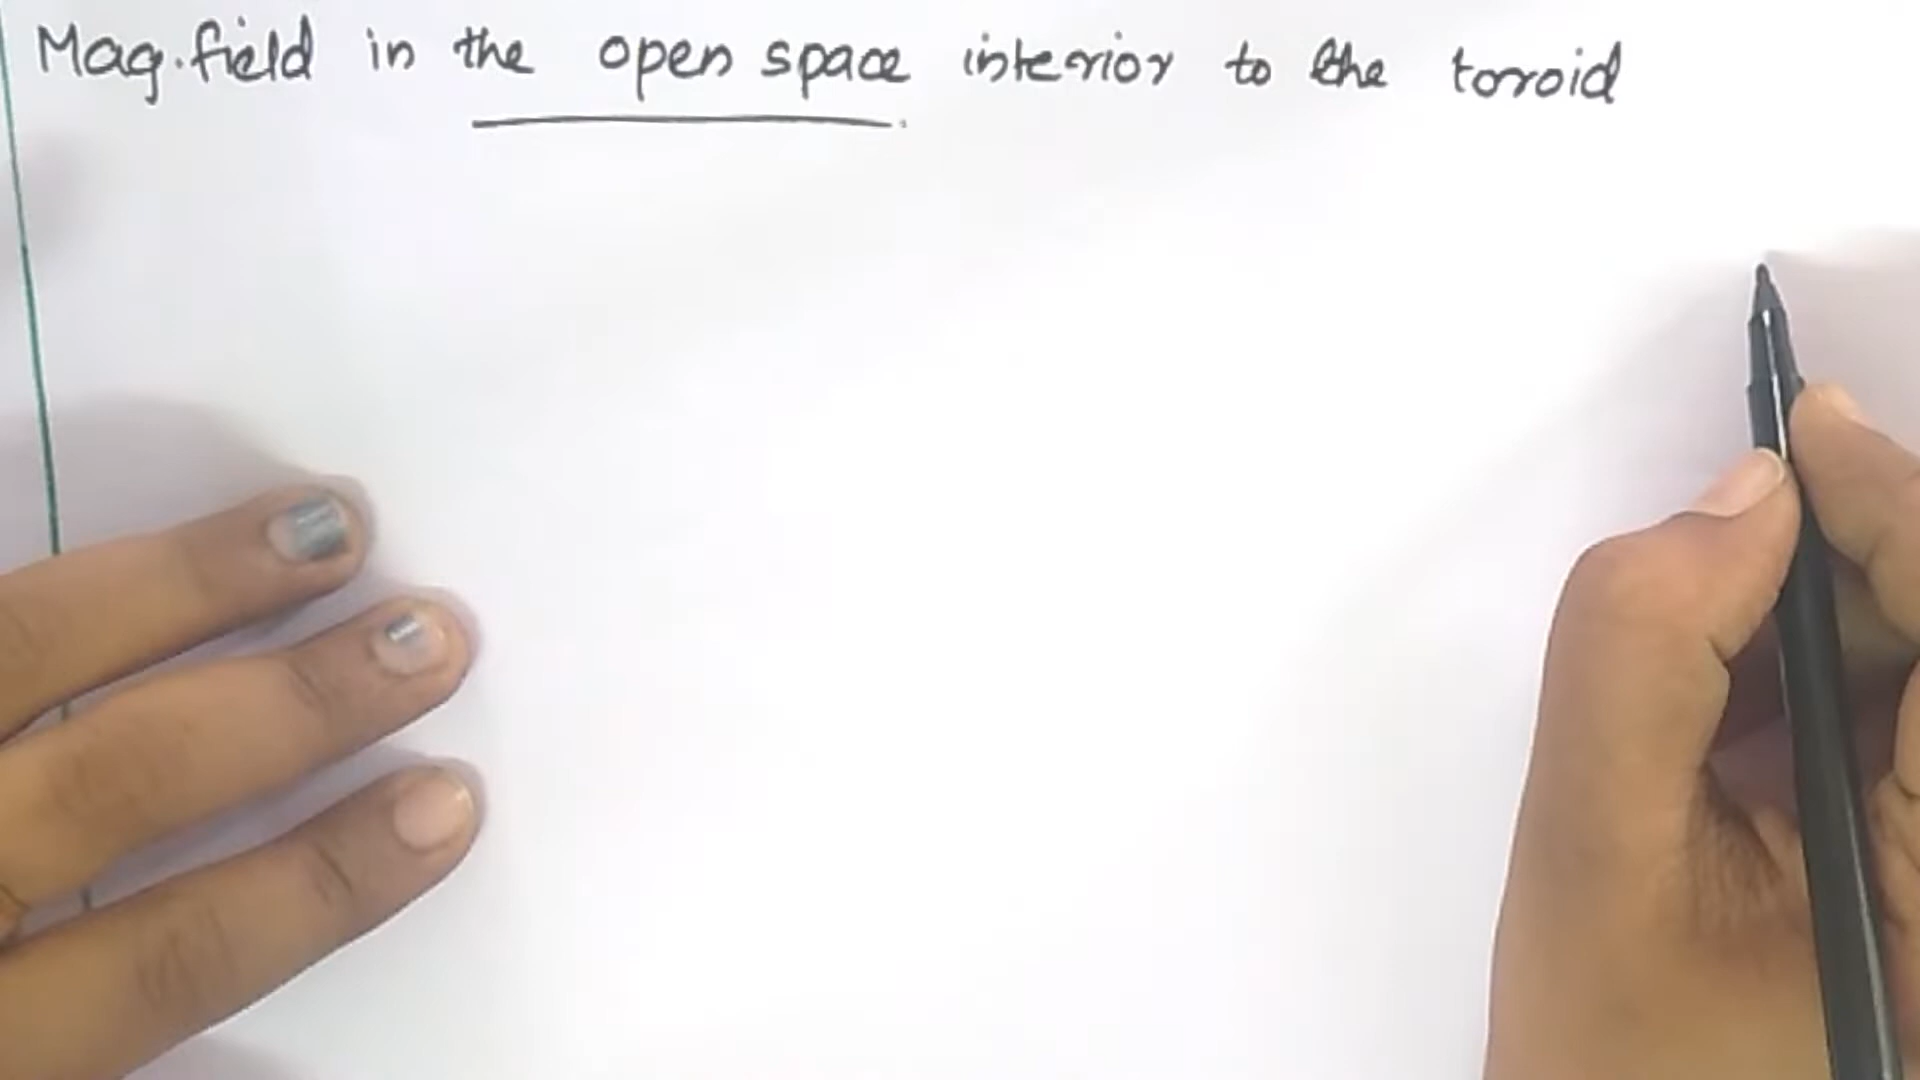 Mag. field in the open space interior to the toroid